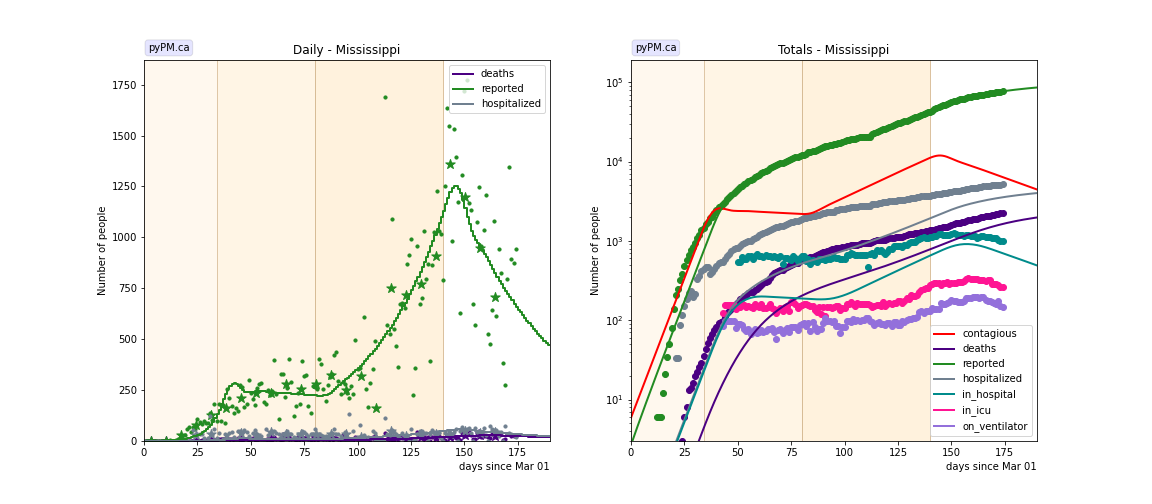 pyPM.ca
Daily - Mississippi
deaths
reported
hospitalized
Number of people
1750
1500
1250
1000
750
500
250
0
0 25 50 75 100 125 150 175
days since Mar 01
pyPM.ca
Totals - Mississippi
Number of people
10^5
10^4
10^3
10^2
10^1
contagious
deaths
reported
hospitalized
in_hospital
in_icu
on_ventilator
0 25 50 75 100 125 150 175
days since Mar 01